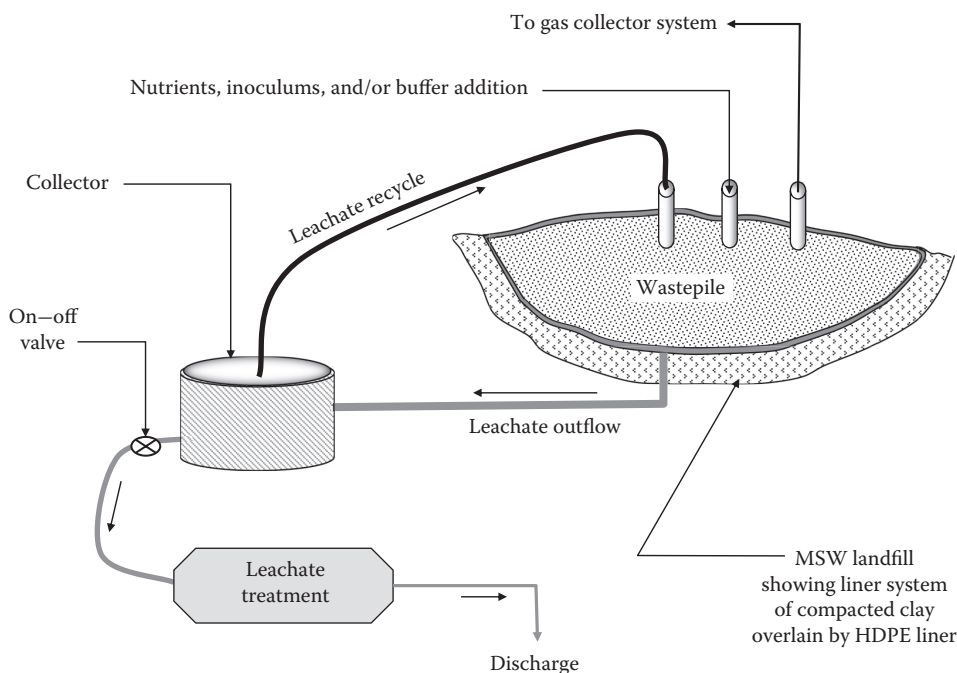 To gas collector system
Nutrients, inoculums, and/or buffer addition
Collector
Leachate recycle
Wastepile
On–off
valve
Leachate outflow
MSW landfill
showing liner system
of compacted clay
overlain by HDPE liner
Leachate
treatment
Discharge